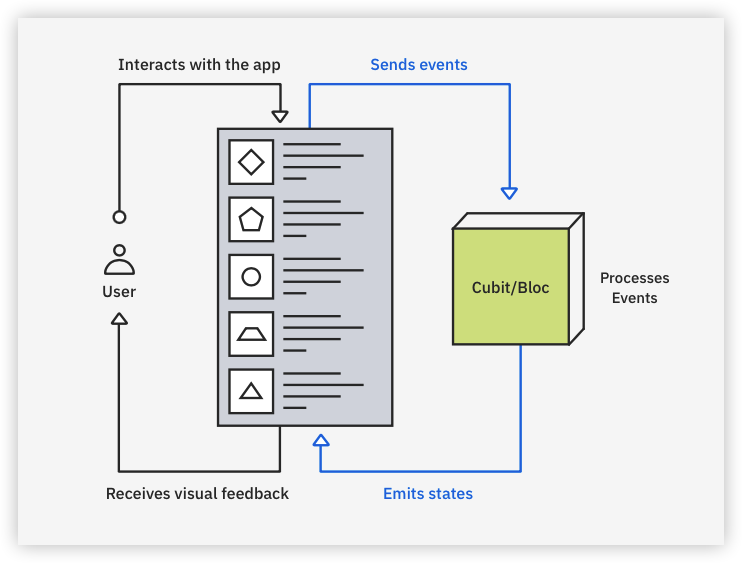 Interacts with the app
Sends events
User
Cubit/Bloc
Processes
Events
Receives visual feedback
Emits states